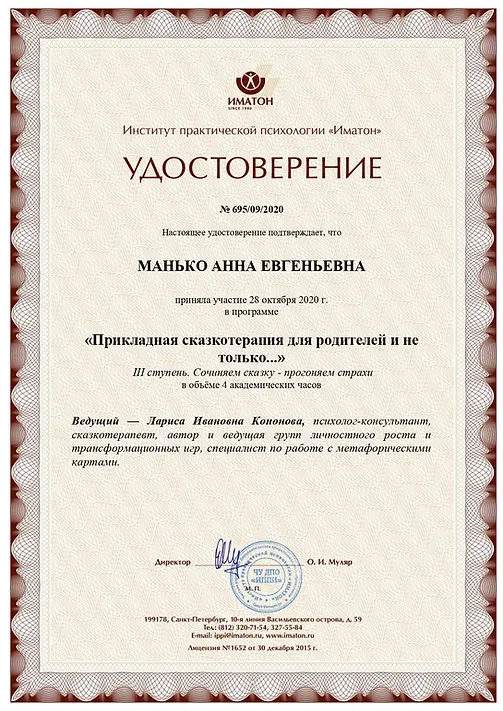 ИМАТОН
SINCE 1990
Институт практической психологии «Иматон»
УДОСТОВЕРЕНИЕ
№ 695/09/2020
Настоящее удостоверение подтверждает, что
МАНЬКО АННА ЕВГЕНЬЕВНА
приняла участие 28 октября 2020 г.
в программе
«Прикладная сказкотерапия для родителей и не
только...»
III ступень. Сочиняем сказку - прогоняем страхи
в объёме 4 академических часов
Ведущий — Лариса Ивановна Кононова, психолог-консультант,
сказкотерапевт, автор и ведущая групп личностного роста и
трансформационных игр, специалист по работе с метафорическими
картами.
Директор
О. И. Муляр
ЧУ ДПО
«ИППИ»
М. П.
199178, Санкт-Петербург, 10-я линия Васильевского острова, д. 59
Тел.: (812) 320-71-54, 327-55-84
E-mail: ippi@imaton.ru, www.imaton.ru
Лицензия №1652 от 30 декабря 2015 г.